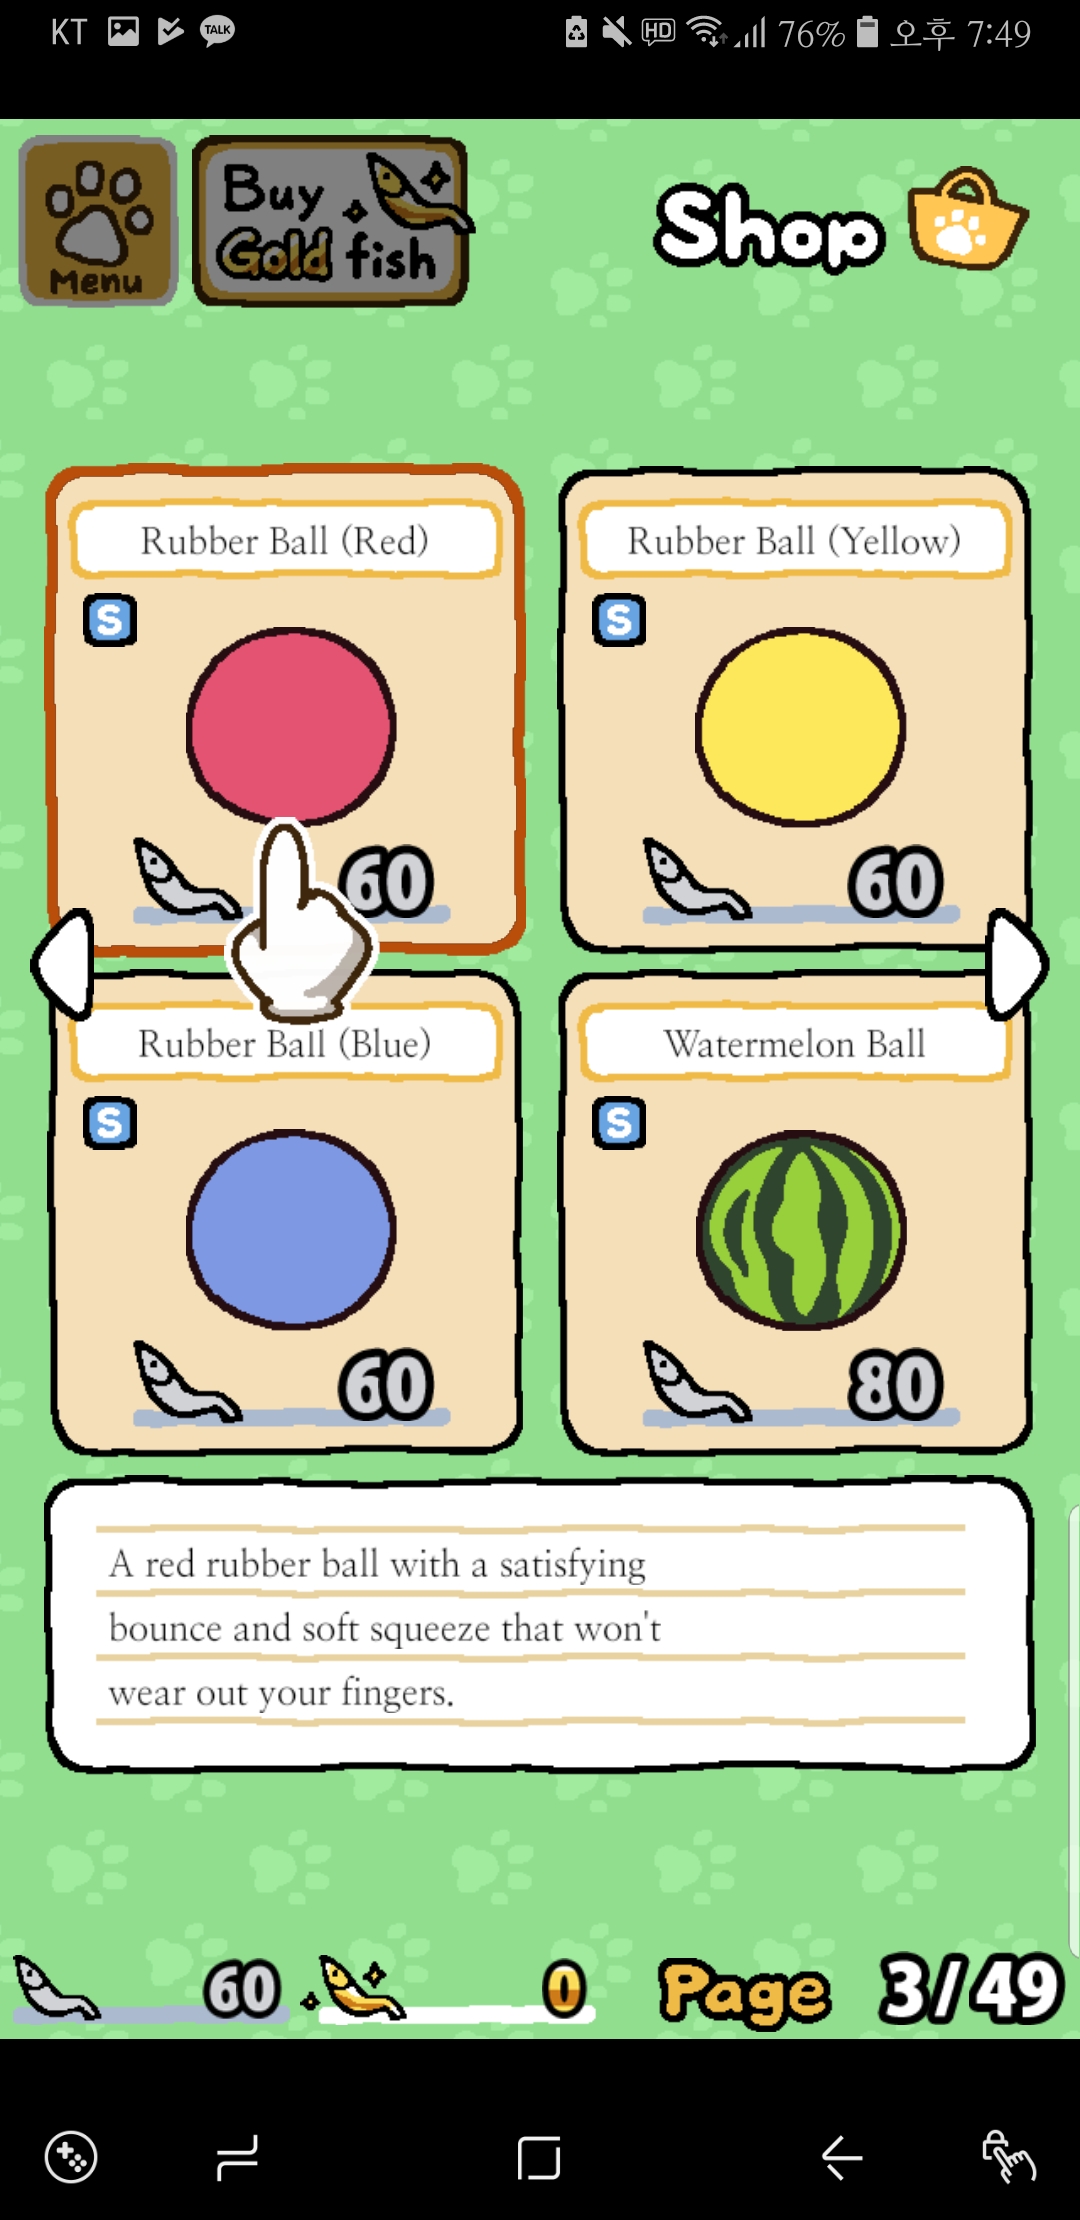 KT TALK HD 76% 오후 7:49
Menu
Buy
Gold fish
Shop
Rubber Ball (Red)
Rubber Ball (Yellow)
S
S
60
60
Rubber Ball (Blue)
Watermelon Ball
S
S
60
80
A red rubber ball with a satisfying
bounce and soft squeeze that won't
wear out your fingers.
60 0 Page 3/49